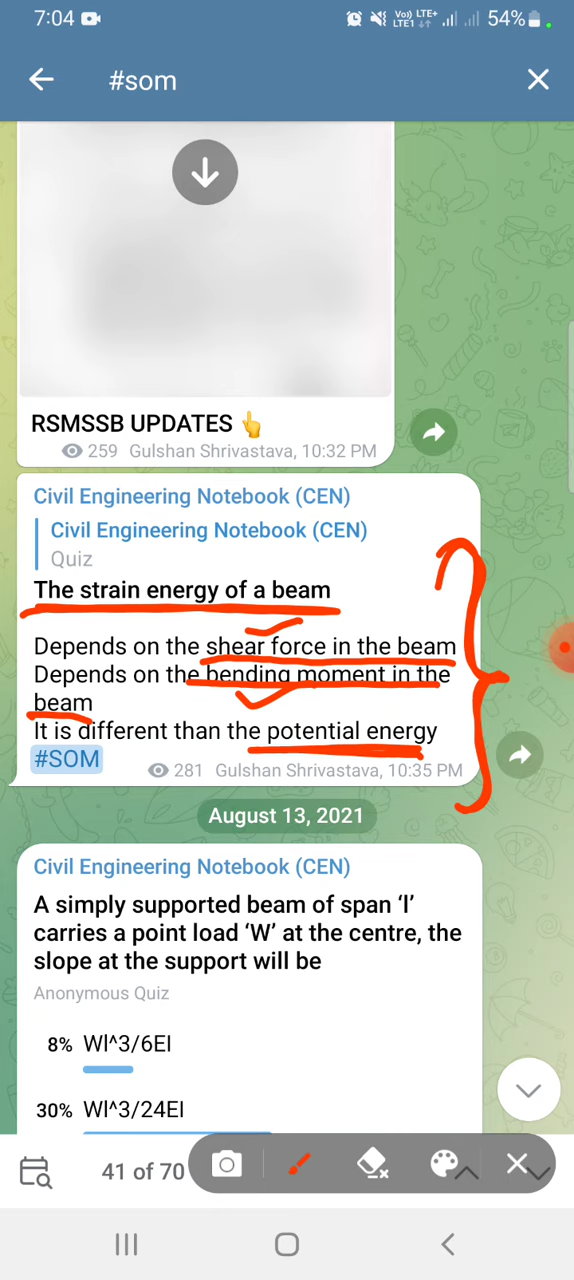 7:04
Vo) LTE+
LTE1
54%
#som
RSMSSB UPDATES 👆
259 Gulshan Shrivastava, 10:32 PM
Civil Engineering Notebook (CEN)
Civil Engineering Notebook (CEN)
Quiz
The strain energy of a beam
Depends on the shear force in the beam
Depends on the bending moment in the
beam
It is different than the potential energy
#SOM
281 Gulshan Shrivastava, 10:35 PM
August 13, 2021
Civil Engineering Notebook (CEN)
A simply supported beam of span ‘l’
carries a point load ‘W’ at the centre, the
slope at the support will be
Anonymous Quiz
8% Wl^3/6EI
30% Wl^3/24EI
41 of 70